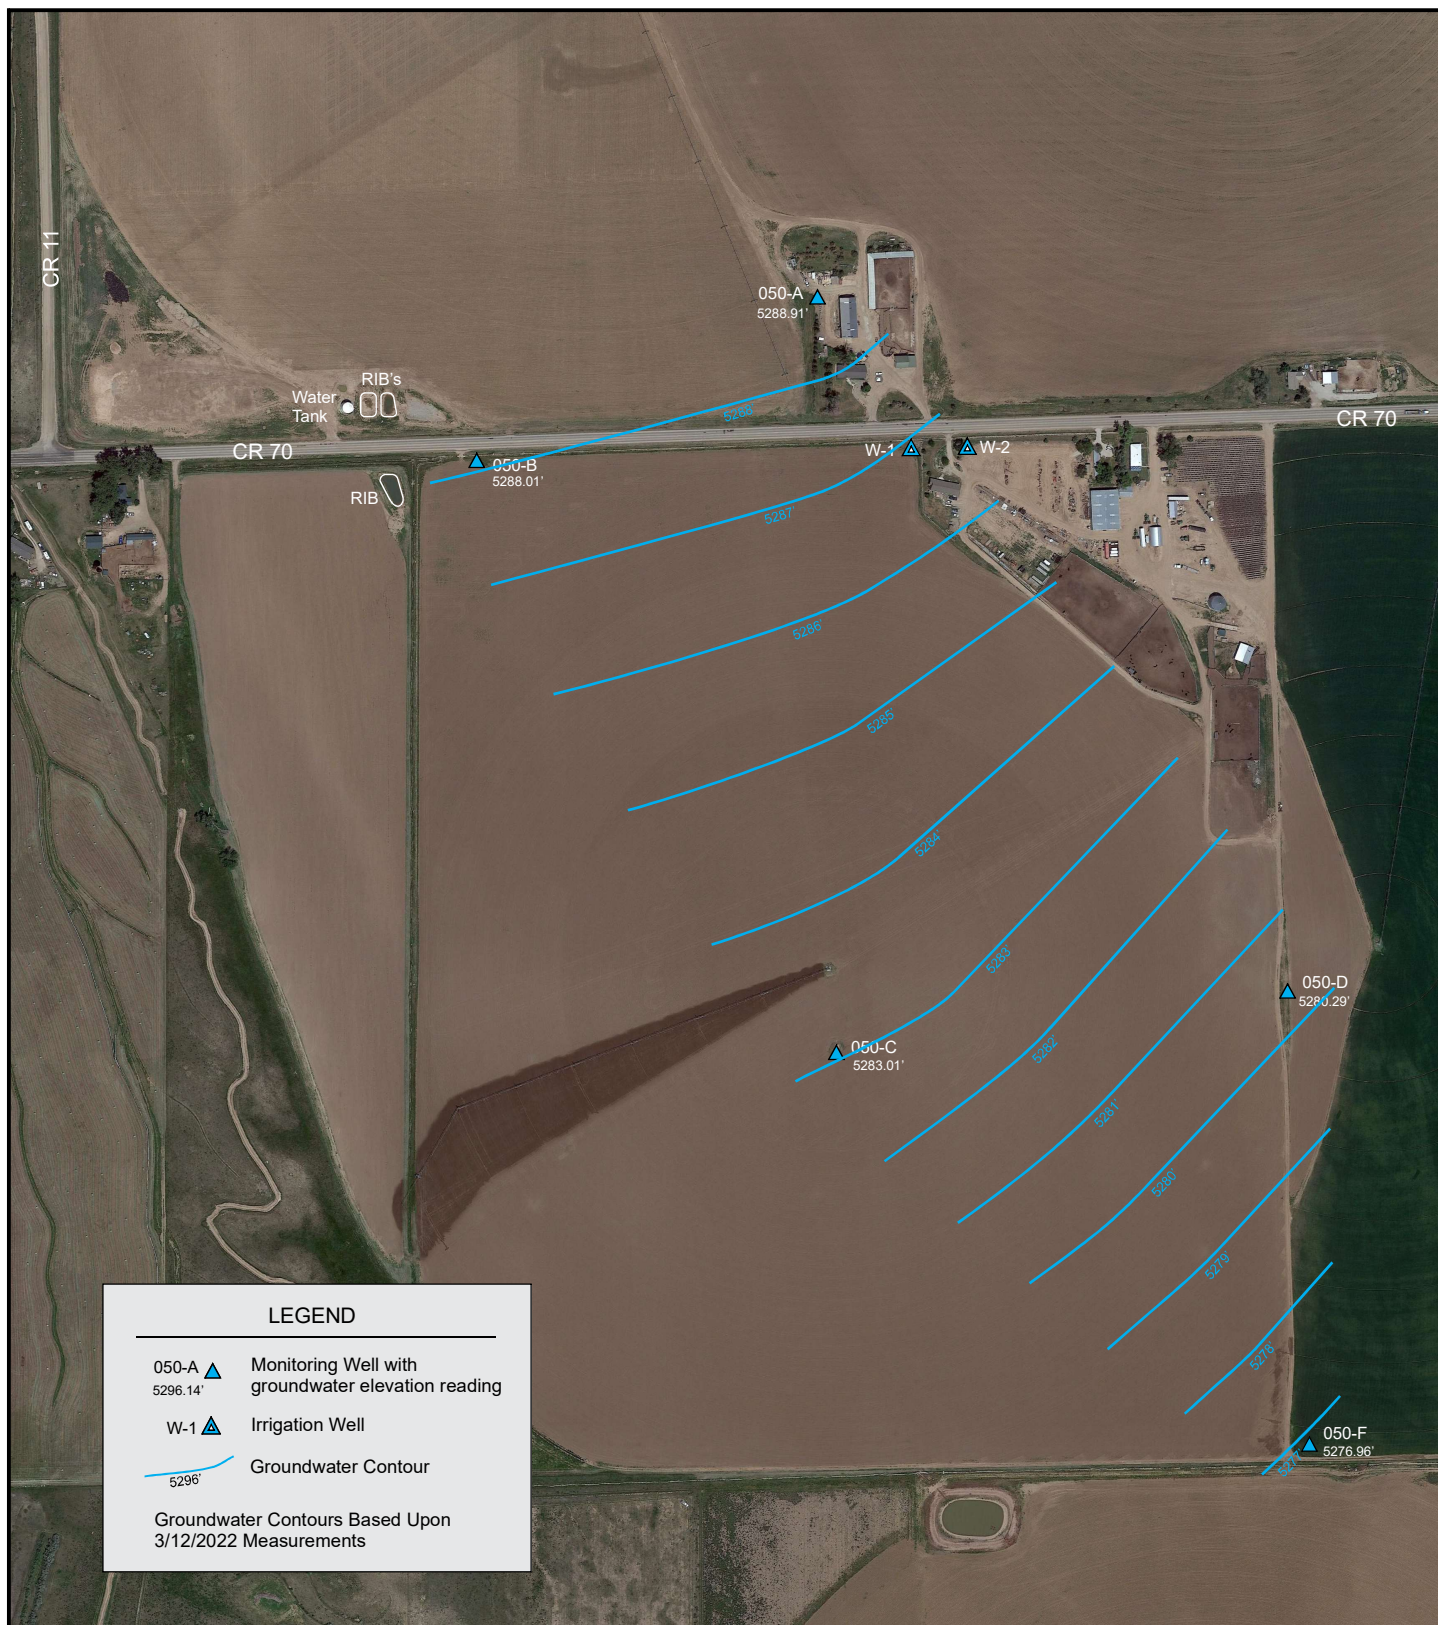 CR 11
050-A
5288.91'
RIB's
Water
Tank
5288'
CR 70
CR 70
W-1
W-2
050-B
5288.01'
RIB
5287'
5286'
5285'
5284'
5283'
050-D
5280.29'
050-C
5283.01'
5282'
5281'
5280'
5279'
5278'
050-F
5276.96'
5277'
LEGEND
050-A
5296.14'
Monitoring Well with
groundwater elevation reading
W-1
Irrigation Well
5296'
Groundwater Contour
Groundwater Contours Based Upon
3/12/2022 Measurements